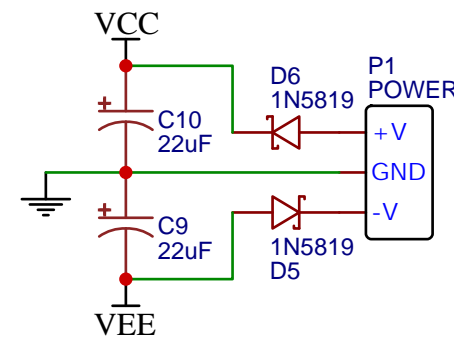 VCC
D6
1N5819
P1
POWER
+
C10
22uF
+V
GND
-V
+
C9
22uF
1N5819
D5
VEE